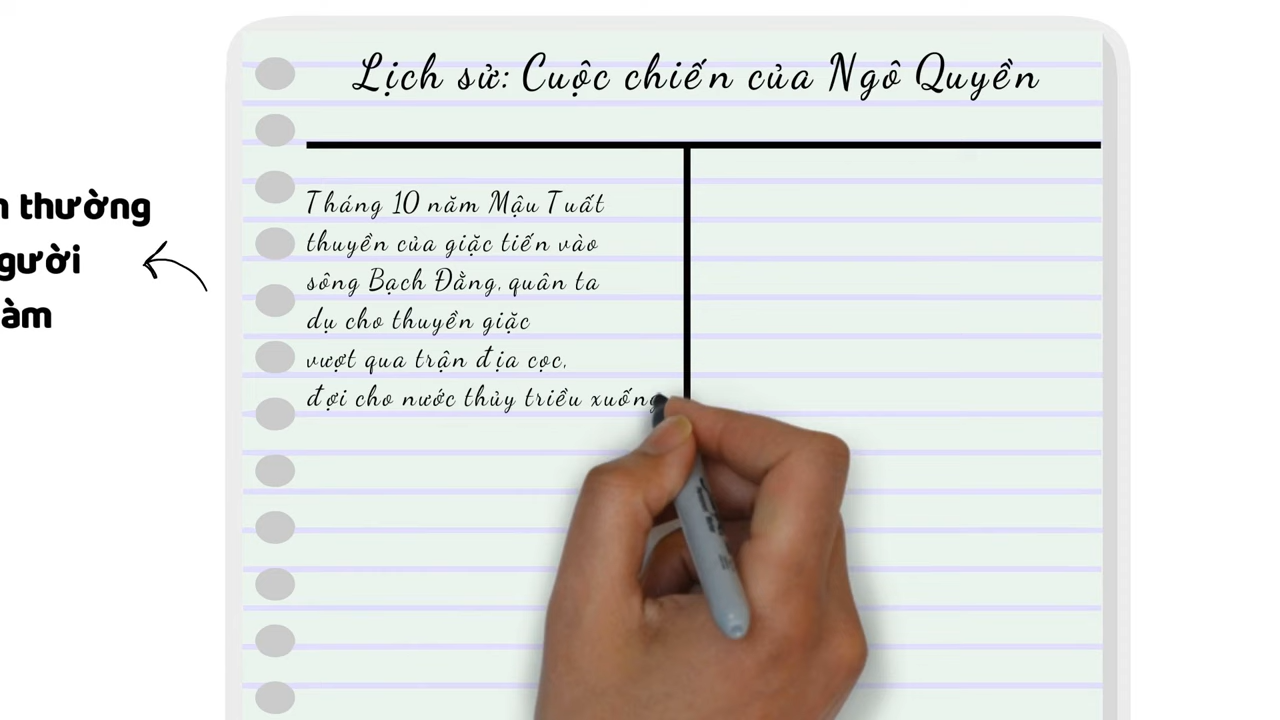 Lịch sử: Cuộc chiến của Ngô Quyền
thường
làm
Tháng 10 năm Mậu Tuất
thuyền của giặc tiến vào
sông Bạch Đằng, quân ta
dụ cho thuyền giặc
vượt qua trận địa cọc,
đợi cho nước thủy triều xuống